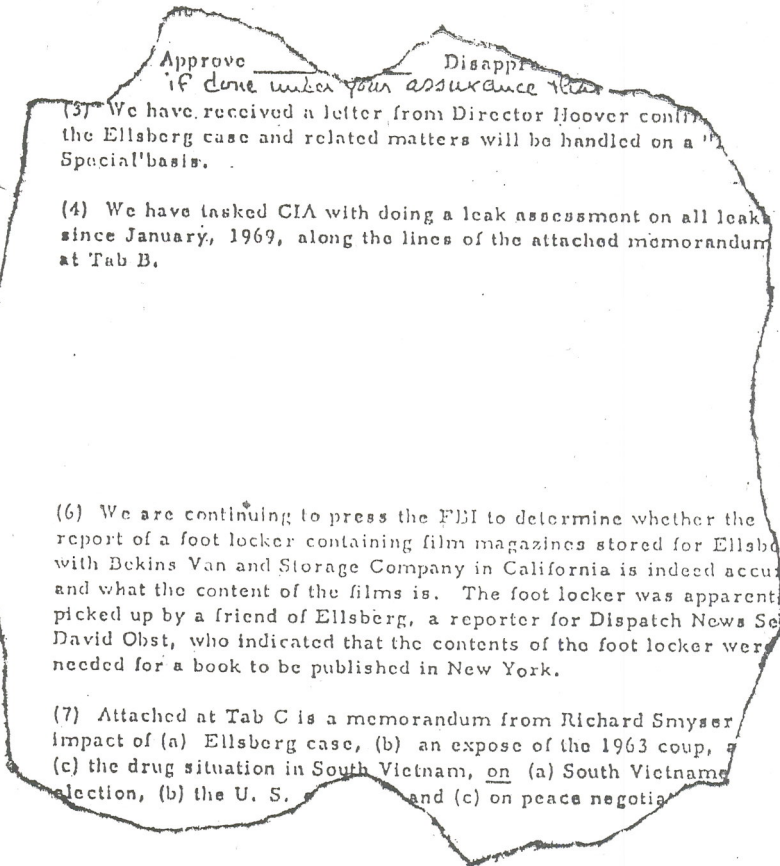 Approve ________ Disappr
if done under your assurance that
(3) We have received a letter from Director Hoover confir
the Ellsberg case and related matters will be handled on a "
Special basis.
(4) We have tasked CIA with doing a leak assessment on all leak
since January, 1969, along the lines of the attached memorandum
at Tab B.
(6) We are continuing to press the FBI to determine whether the
report of a foot locker containing film magazines stored for Ellsb
with Bekins Van and Storage Company in California is indeed accu
and what the content of the films is. The foot locker was apparent
picked up by a friend of Ellsberg, a reporter for Dispatch News Se
David Obst, who indicated that the contents of the foot locker wer
needed for a book to be published in New York.
(7) Attached at Tab C is a memorandum from Richard Smyser
impact of (a) Ellsberg case, (b) an expose of the 1963 coup,
(c) the drug situation in South Vietnam, on (a) South Vietname
election, (b) the U. S. and (c) on peace negotia